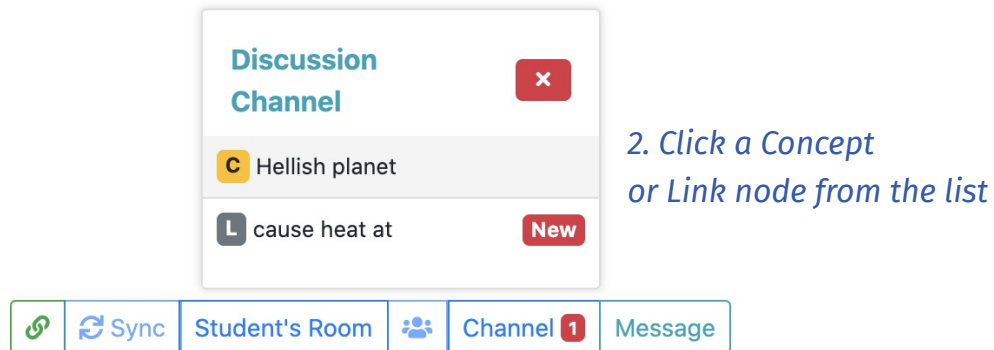 Discussion
Channel
×
C Hellish planet
L cause heat at New
2. Click a Concept
or Link node from the list
Sync Student's Room Channel 1 Message